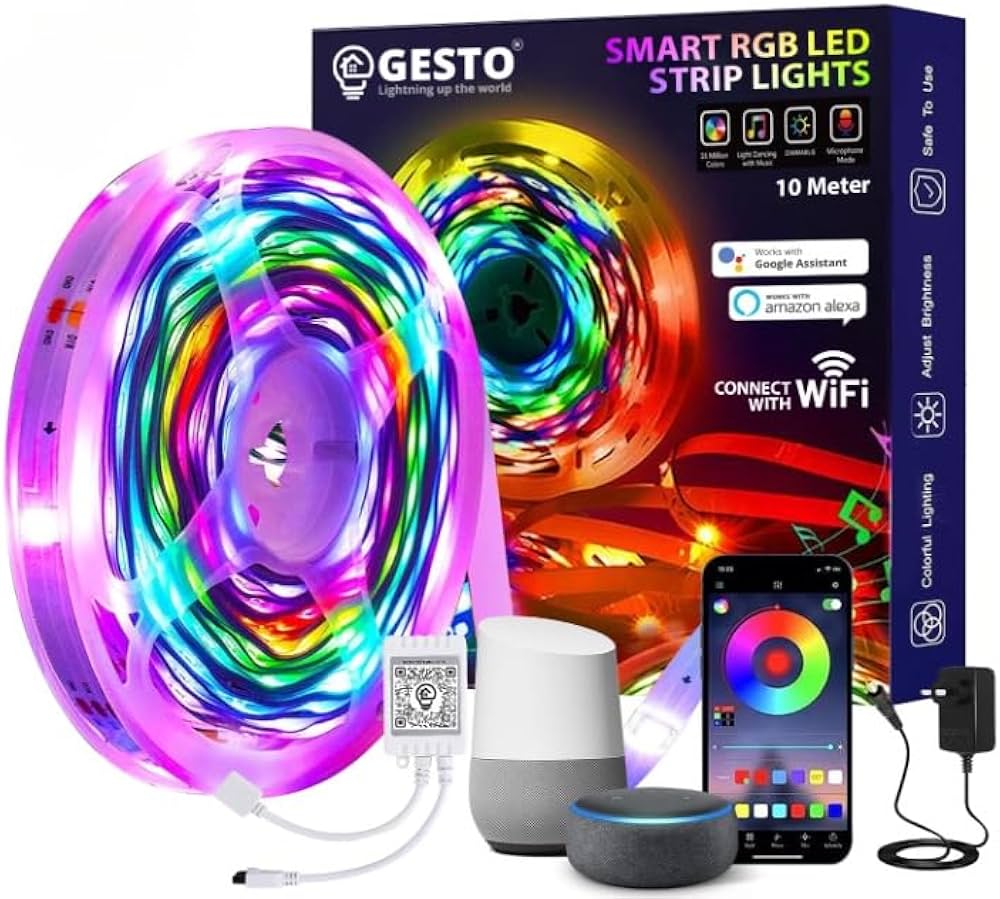 GESTO®
Lightning up the world
SMART RGB LED
STRIP LIGHTS
Colors
Light Dancing
with Music
DIMMABLE
Microphone
Mode
10 Meter
Works with
Google Assistant
WORKS WITH
amazon alexa
CONNECT
WITH
WiFi
Safe To Use
Adjust Brightness
Colorful Lighting